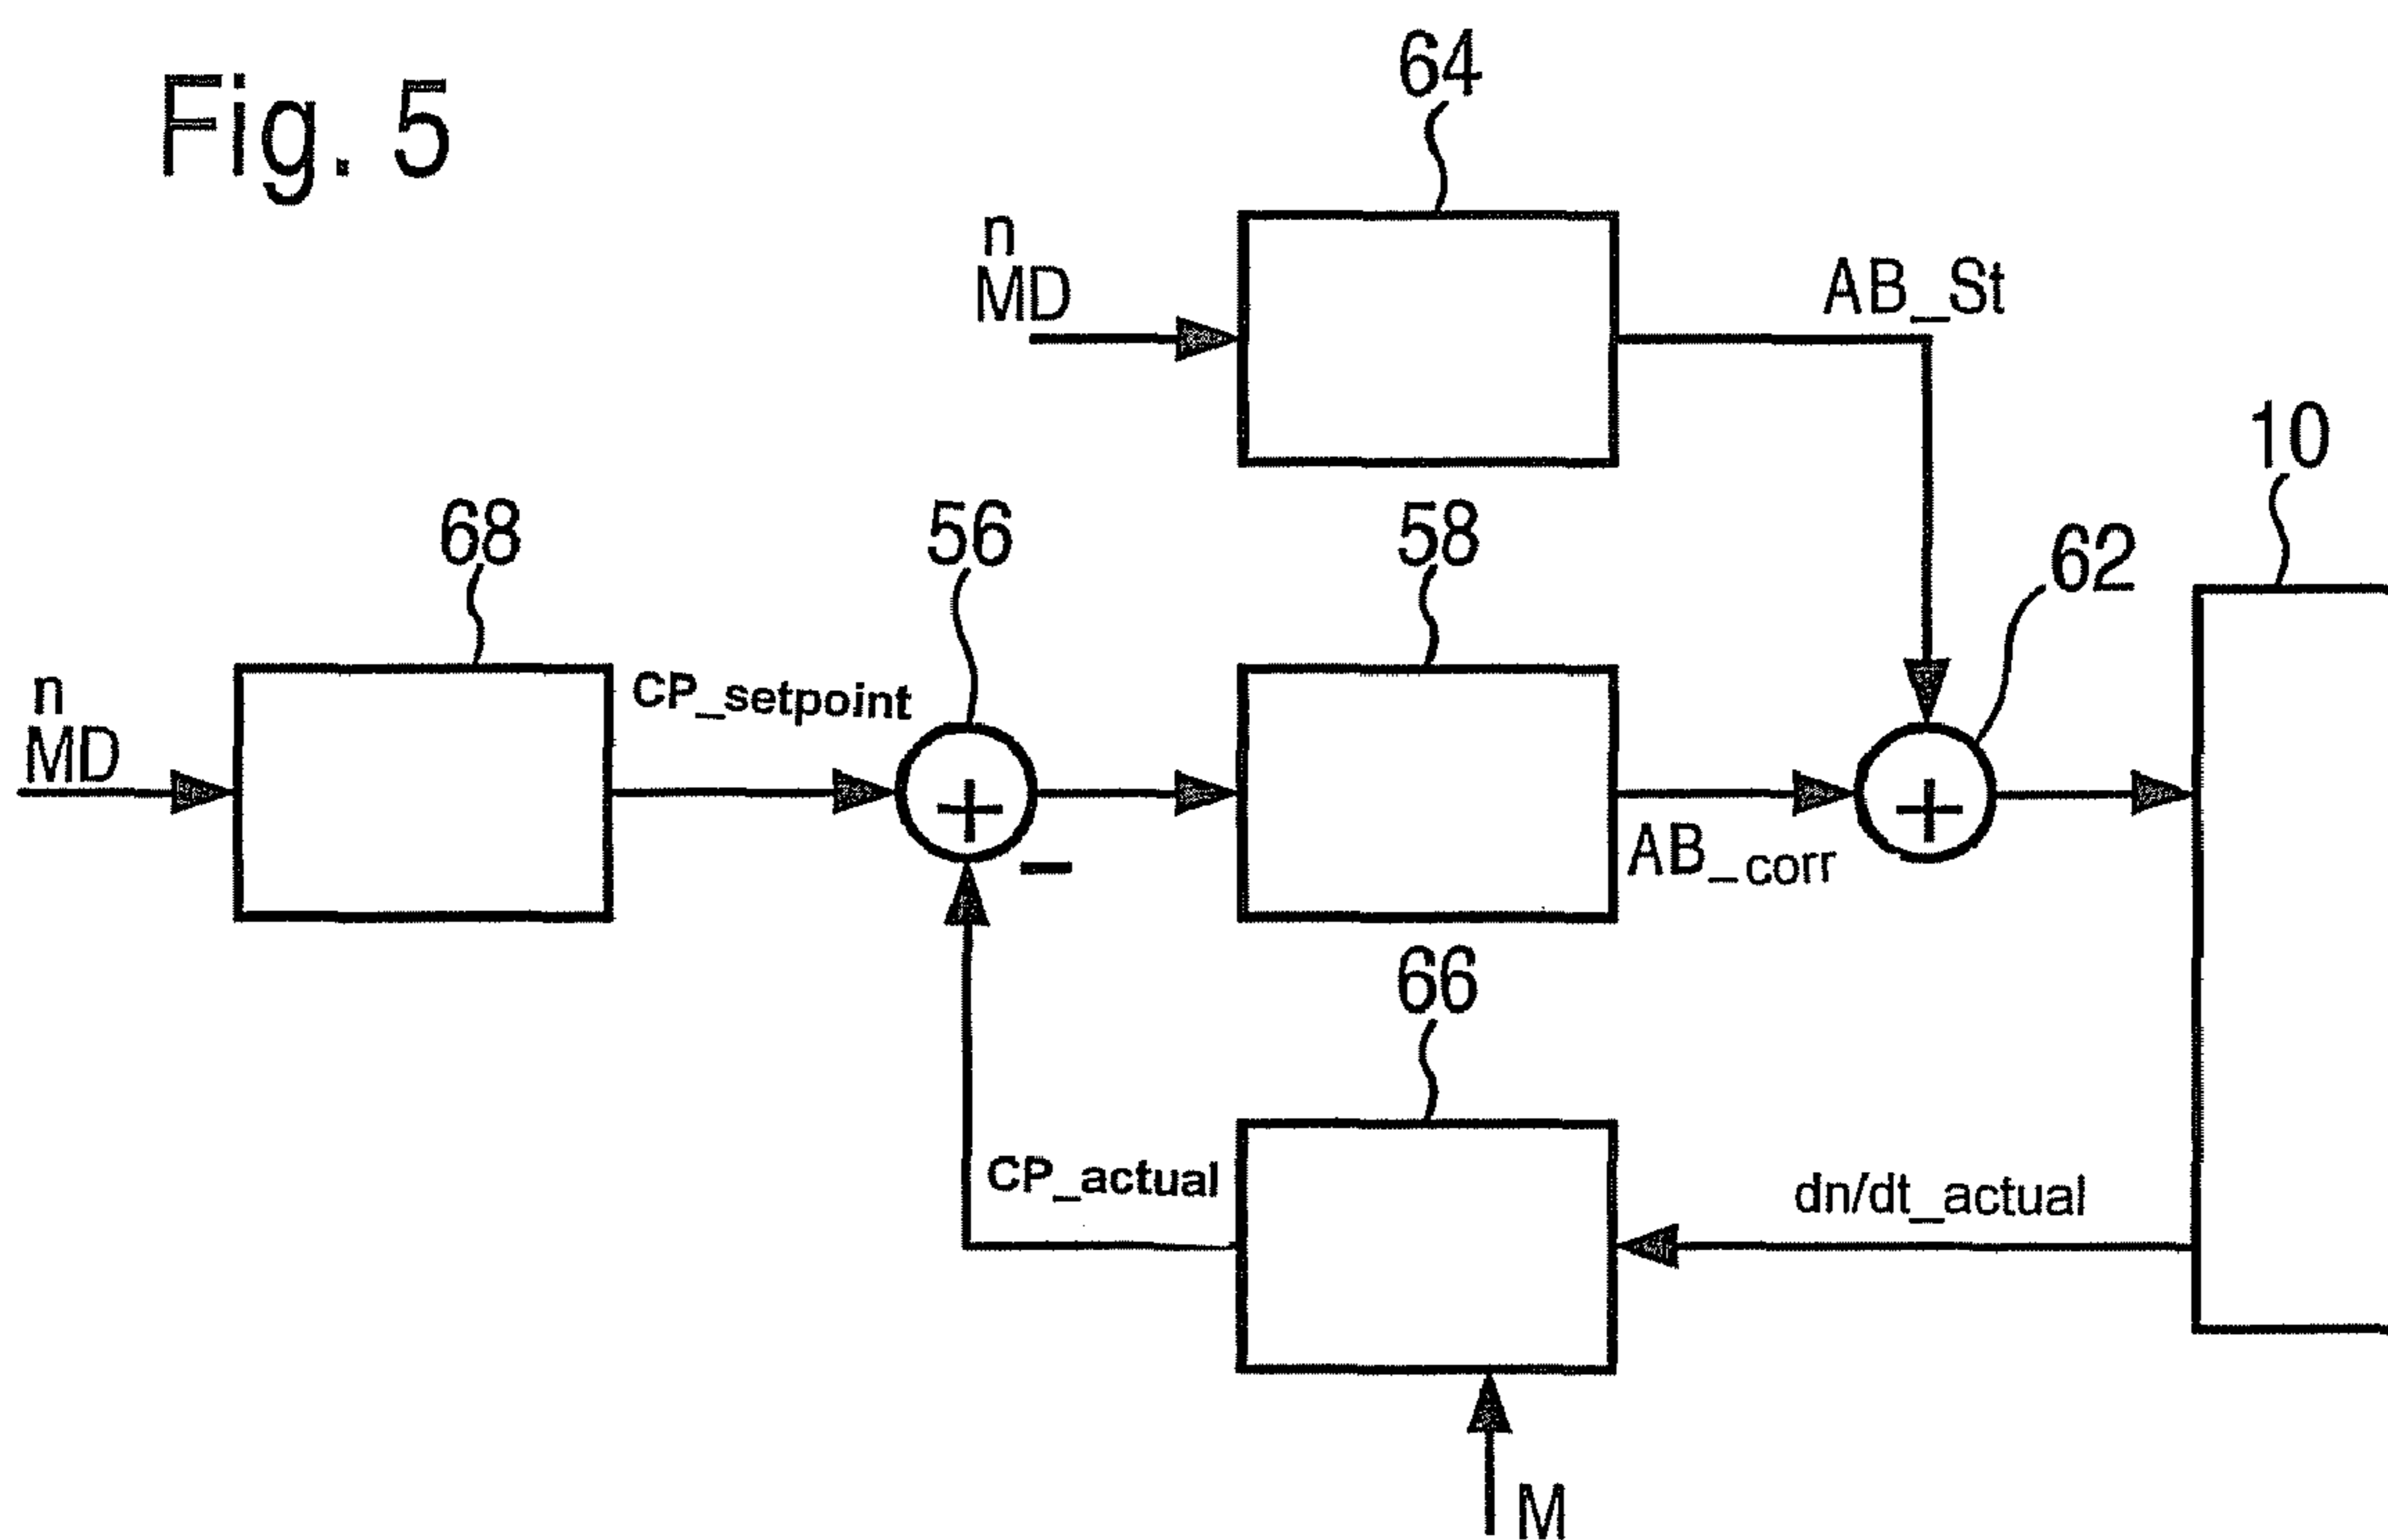 Fig. 5
64
n
MD
AB_St
10
68
56
58
62
n
MD
CP_setpoint
+
+
−
AB_corr
66
CP_actual
dn/dt_actual
M